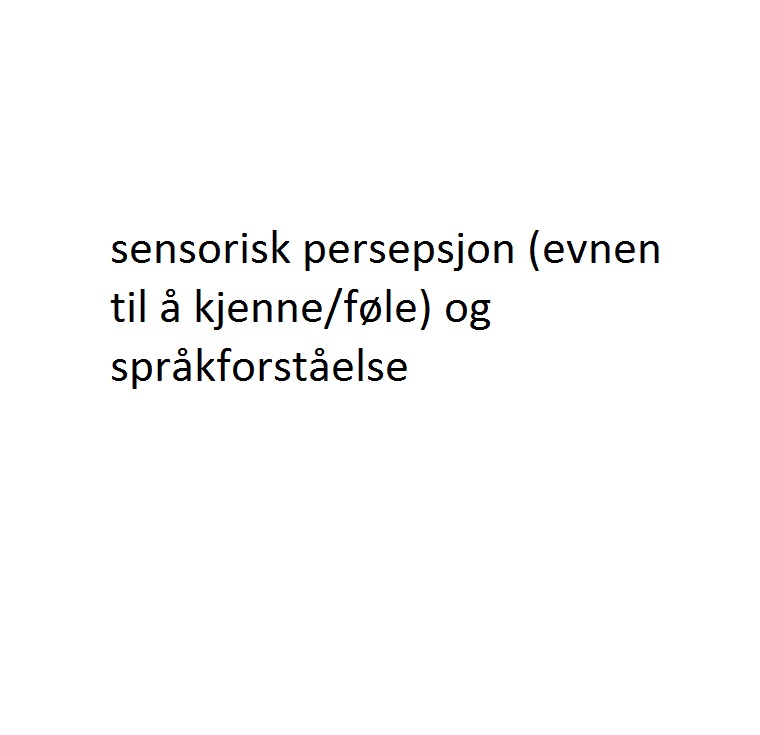 sensorisk persepsjon (evnen
til å kjenne/føle) og
språkforståelse